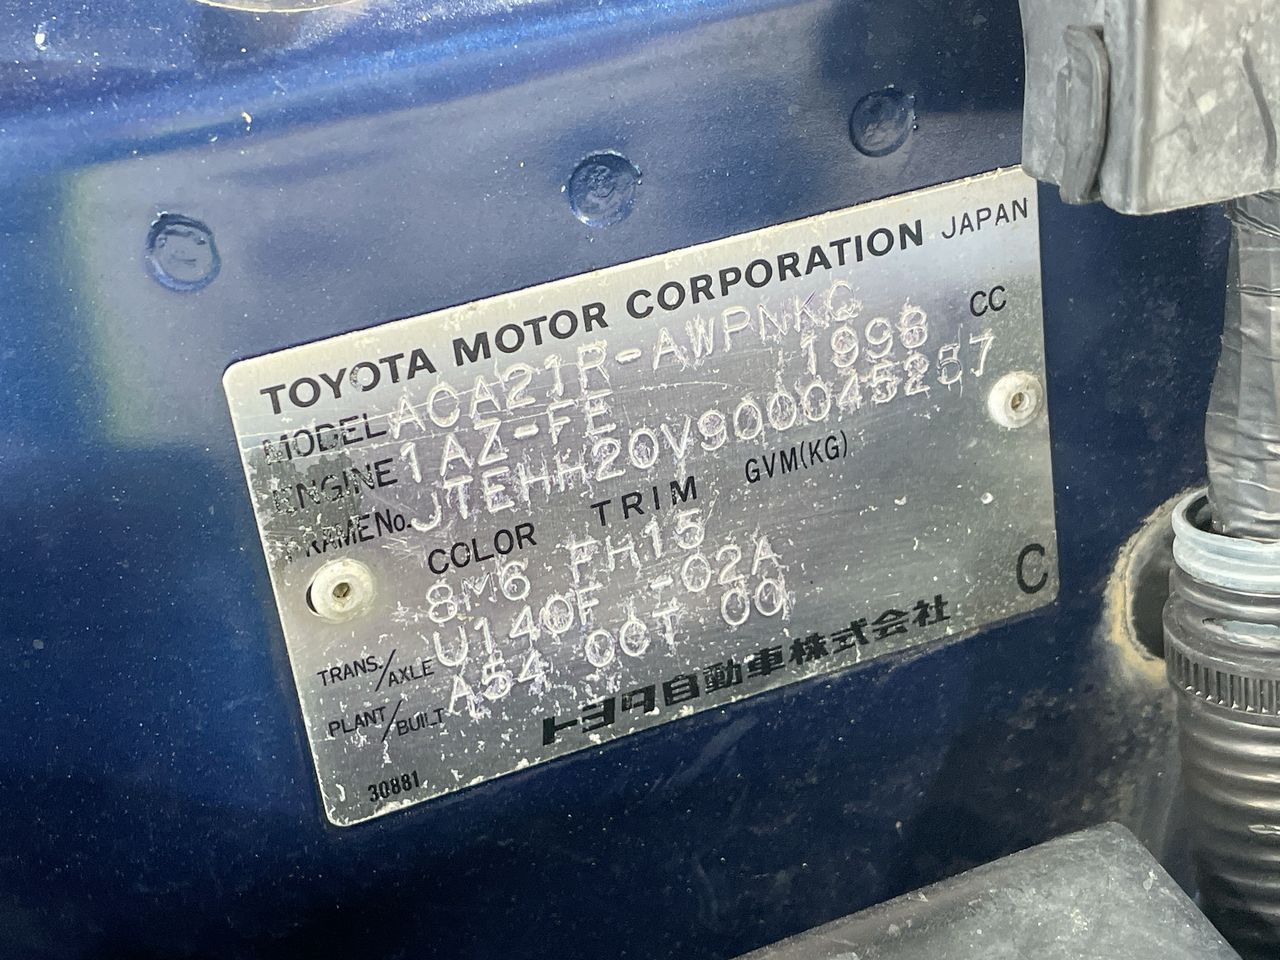 TOYOTA MOTOR CORPORATION JAPAN
MODEL ACA21R-AWPNKQ
ENGINE 1AZ-FE 1998 CC
FRAME No. JTEHH20V900045267
COLOR TRIM GVM(KG)
8M6 FH15
TRANS./AXLE U140F -02A
PLANT/BUILT A54 00T 00
C
トヨタ自動車株式会社
30881